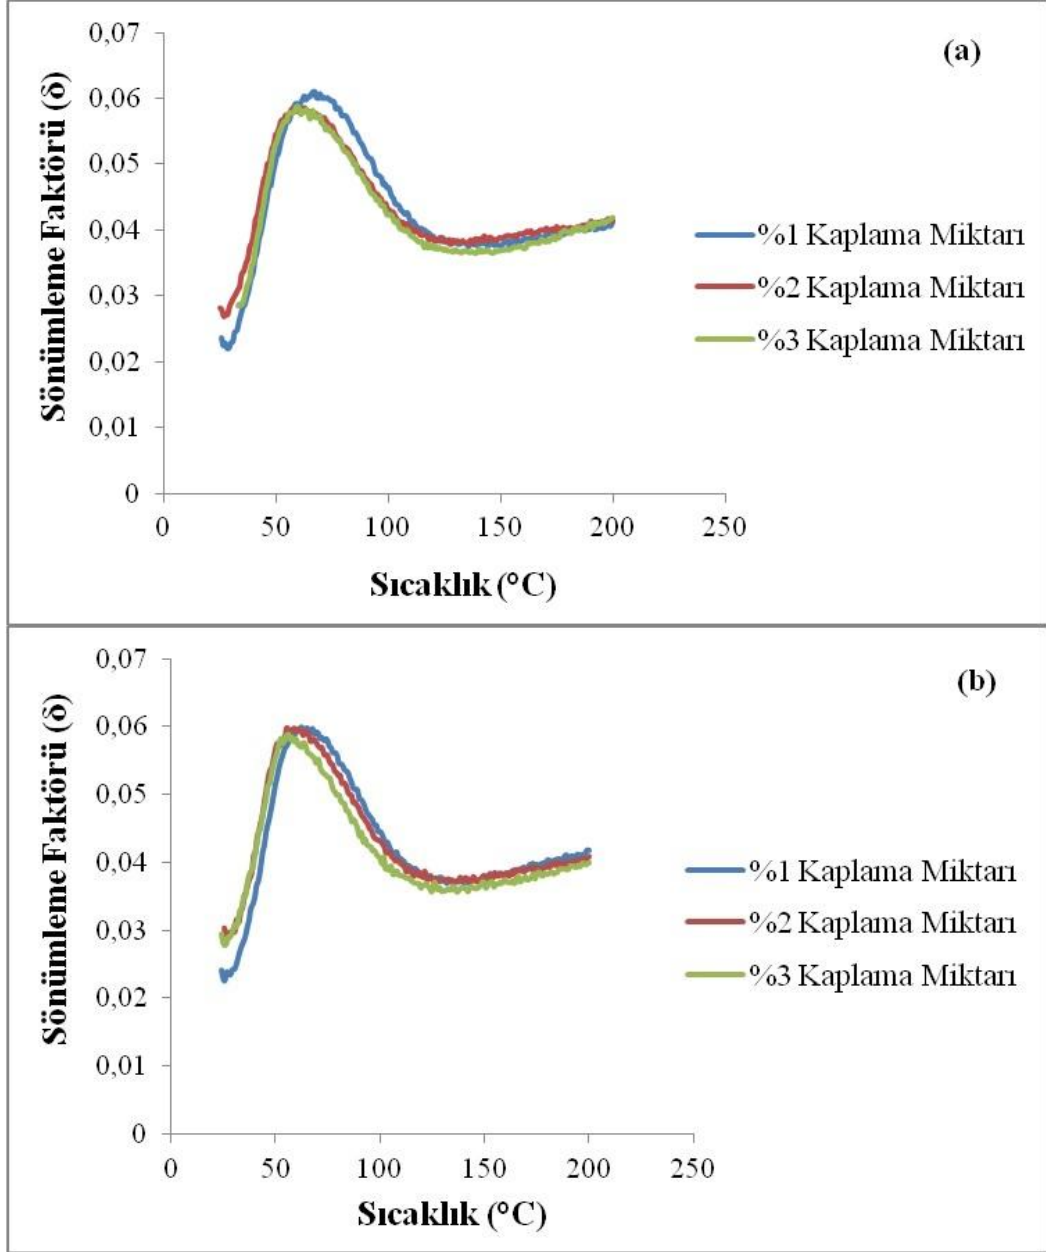 (a)
Sönümleme Faktörü (δ)
0,07
0,06
0,05
0,04
0,03
0,02
0,01
0
0 50 100 150 200 250
Sıcaklık (°C)
%1 Kaplama Miktarı
%2 Kaplama Miktarı
%3 Kaplama Miktarı
(b)
Sönümleme Faktörü (δ)
0,07
0,06
0,05
0,04
0,03
0,02
0,01
0
0 50 100 150 200 250
Sıcaklık (°C)
%1 Kaplama Miktarı
%2 Kaplama Miktarı
%3 Kaplama Miktarı